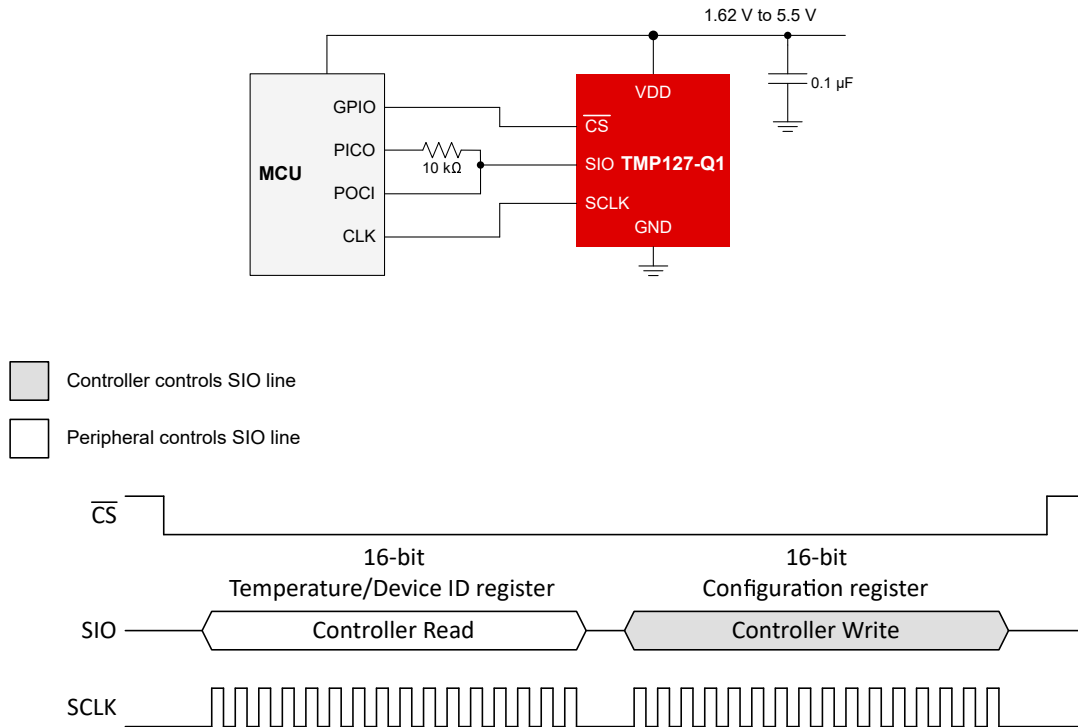 1.62 V to 5.5 V
0.1 µF
VDD
GPIO
CS
PICO
10 kΩ
SIO TMP127-Q1
MCU
POCI
SCLK
CLK
GND
Controller controls SIO line
Peripheral controls SIO line
CS
16-bit
Temperature/Device ID register
16-bit
Configuration register
SIO
Controller Read
Controller Write
SCLK